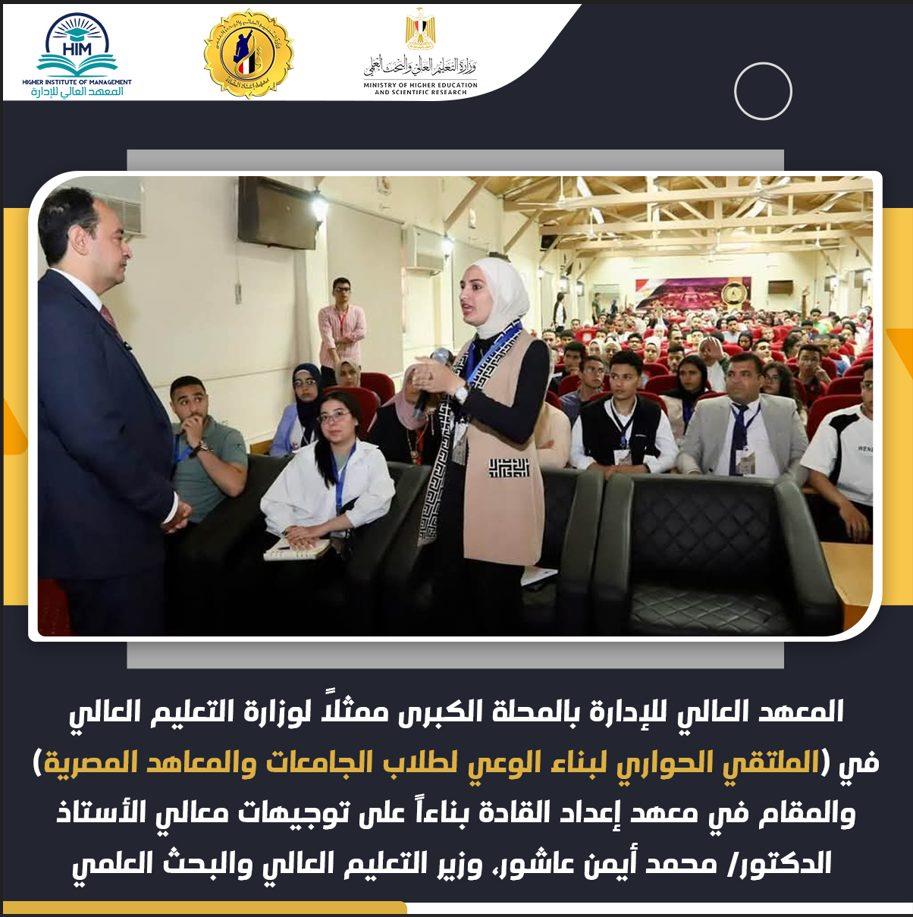 HIM
HIGHER INSTITUTE OF MANAGEMENT
المعهد العالي للإدارة
وزارة التعليم العالي والبحث العلمي
MINISTRY OF HIGHER EDUCATION
AND SCIENTIFIC RESEARCH
المعهد العالي للإدارة بالمحلة الكبرى ممثلاً لوزارة التعليم العالي
في (الملتقي الحواري لبناء الوعي لطلاب الجامعات والمعاهد المصرية)
والمقام في معهد إعداد القادة بناءاً على توجيهات معالي الأستاذ
الدكتور/ محمد أيمن عاشور، وزير التعليم العالي والبحث العلمي